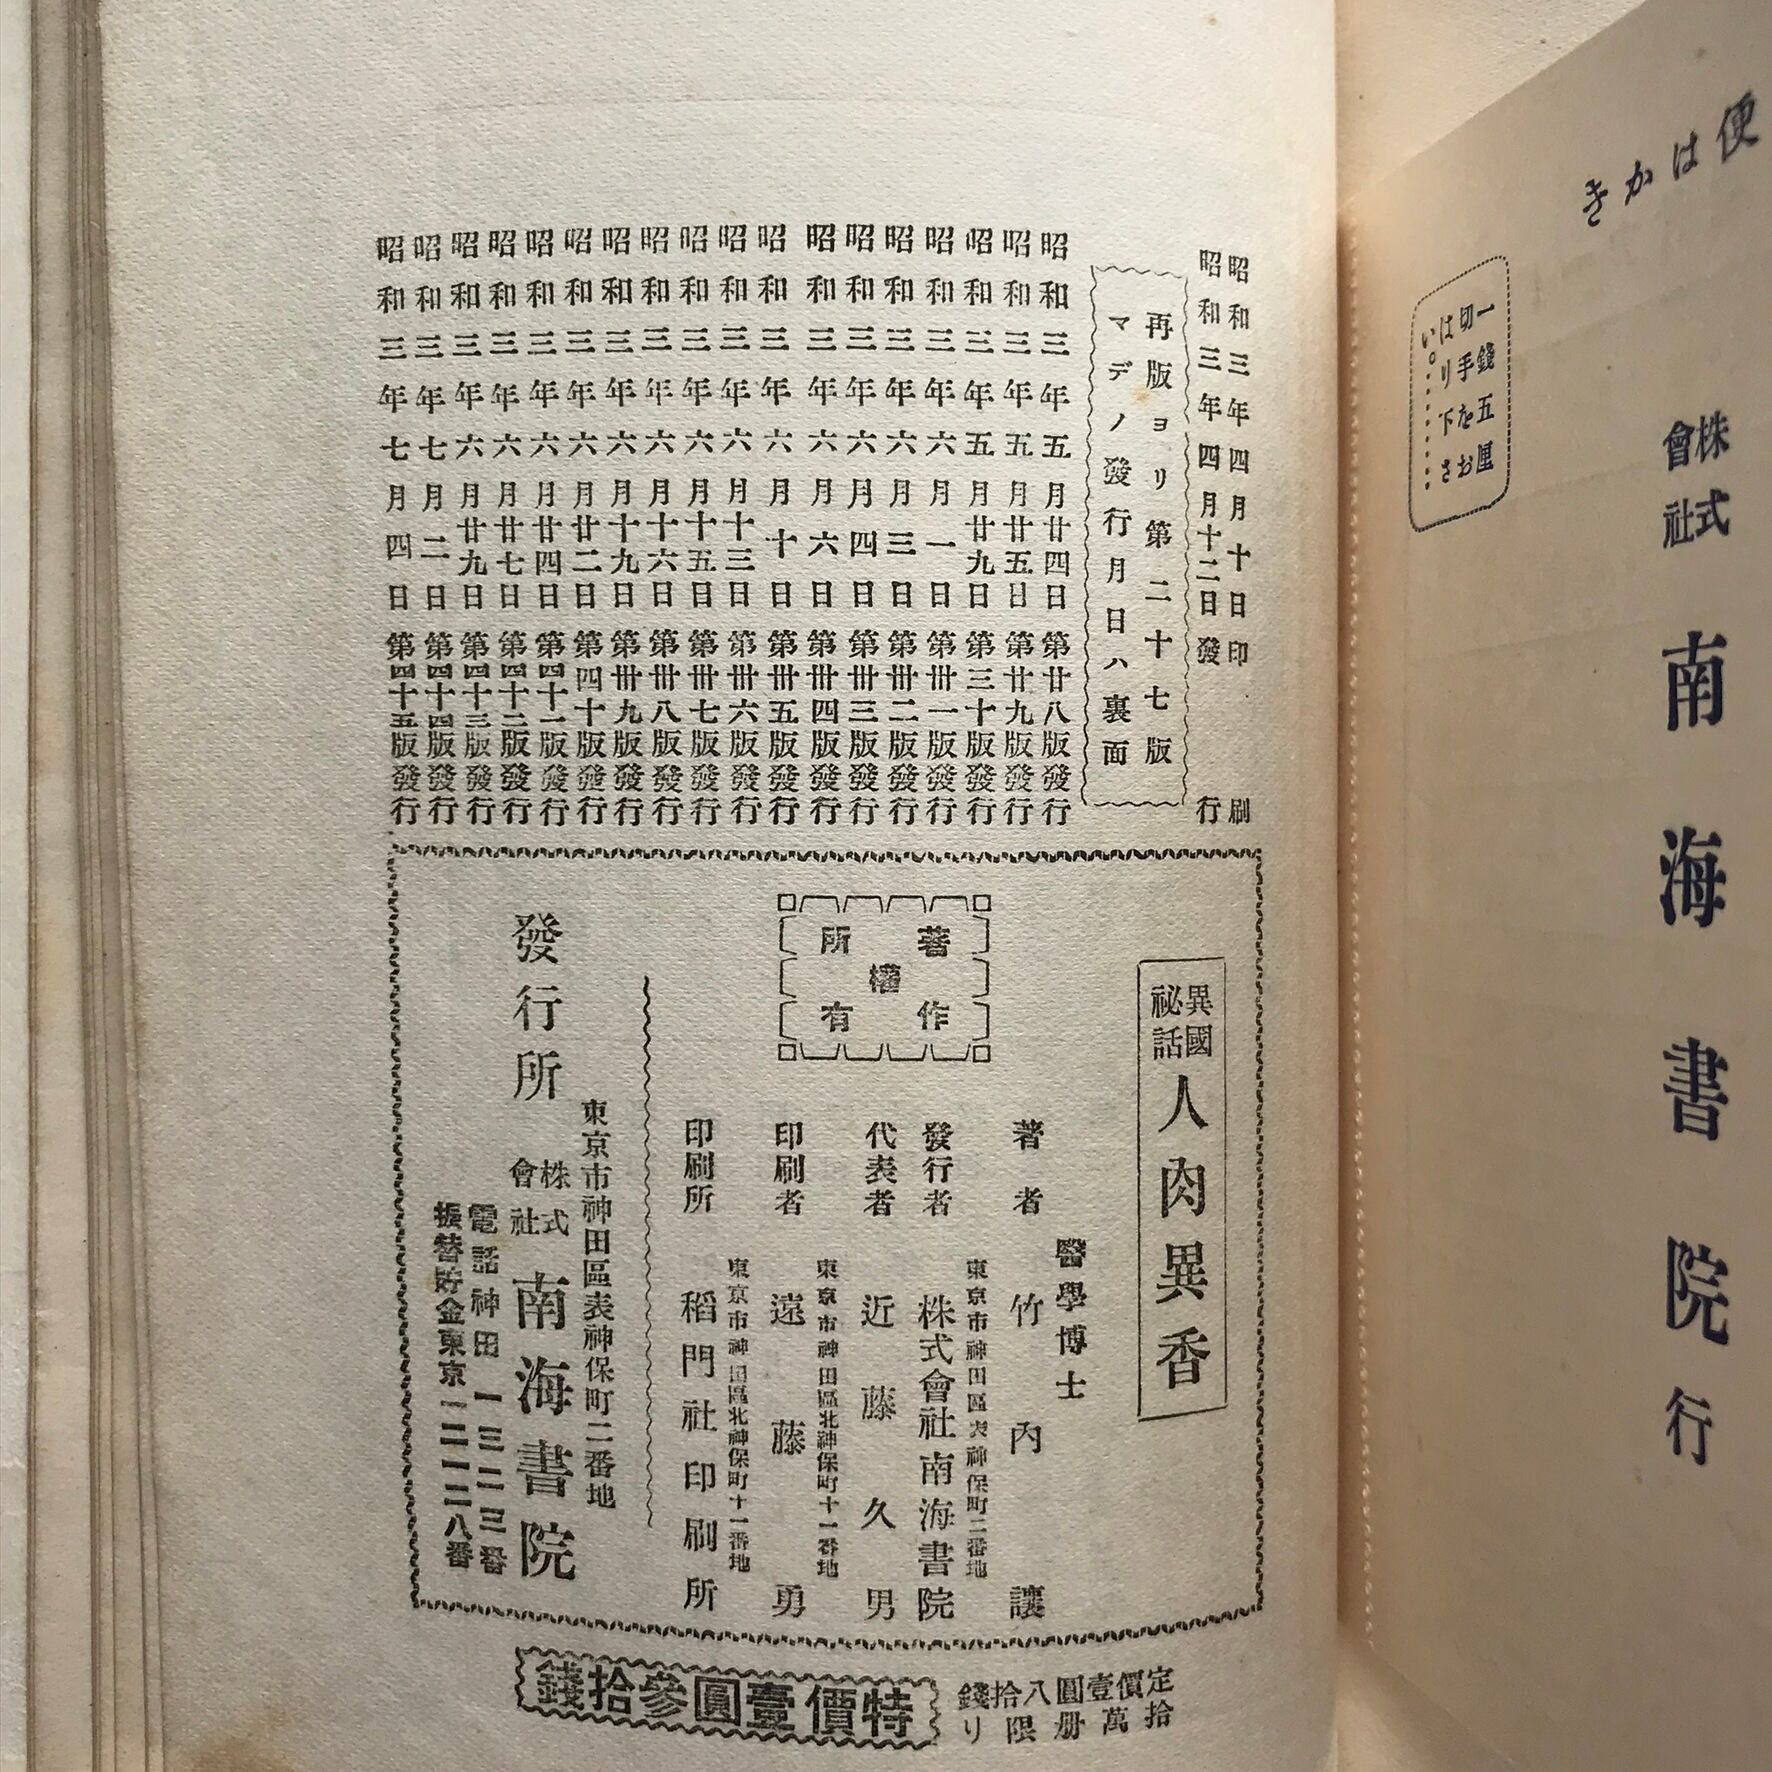 便はかき
一錢五厘
切手をお
はり下さ
い。………
株式會社南海書院行
昭和三年四月十日印刷
昭和三年四月十二日發行
再版ヨリ第二十七版
マデノ發行月日ハ裏面
昭和三年五月廿四日第廿八版發行
昭和三年五月廿五日第廿九版發行
昭和三年五月廿九日第三十版發行
昭和三年六月一日第卅一版發行
昭和三年六月三日第卅二版發行
昭和三年六月四日第卅三版發行
昭和三年六月六日第卅四版發行
昭和三年六月十日第卅五版發行
昭和三年六月十三日第卅六版發行
昭和三年六月十五日第卅七版發行
昭和三年六月十六日第卅八版發行
昭和三年六月十九日第卅九版發行
昭和三年六月廿二日第四十版發行
昭和三年六月廿四日第四十一版發行
昭和三年六月廿七日第四十二版發行
昭和三年六月廿九日第四十三版發行
昭和三年七月二日第四十四版發行
昭和三年七月四日第四十五版發行
異國祕話人肉異香
著作權所有
醫學博士
著者竹內讓
東京市神田區表神保町二番地
發行者株式會社南海書院
代表者近藤久男
東京市神田區北神保町十一番地
印刷者遠藤勇
東京市神田區北神保町十一番地
印刷所稻門社印刷所
東京市神田區表神保町二番地
發行所株式會社南海書院
電話神田一三二三番
振替貯金東京一二一二八番
定價壹圓八拾錢
拾萬册限リ
特價壹圓參拾錢